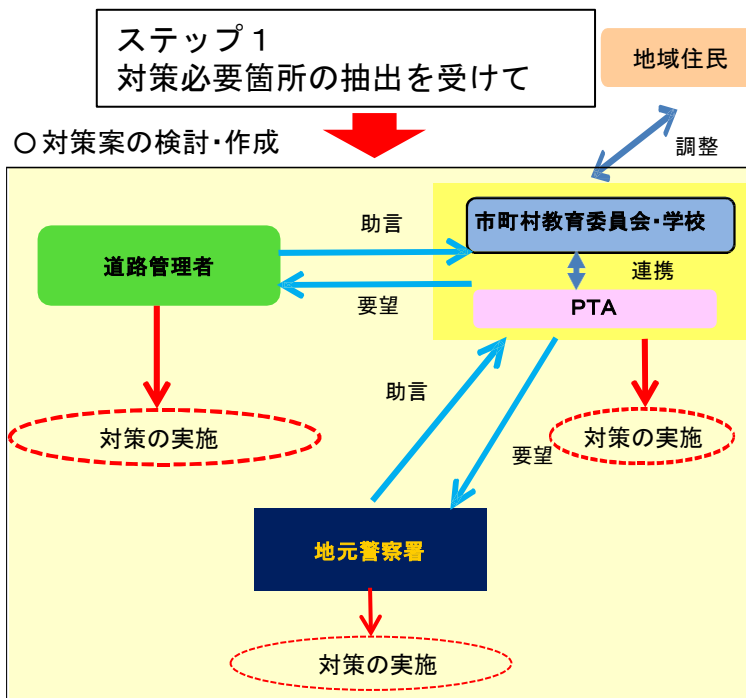 ステップ１
対策必要箇所の抽出を受けて
地域住民
調整
○対策案の検討・作成
市町村教育委員会・学校
助言
道路管理者
連携
要望
PTA
助言
対策の実施
対策の実施
要望
地元警察署
対策の実施